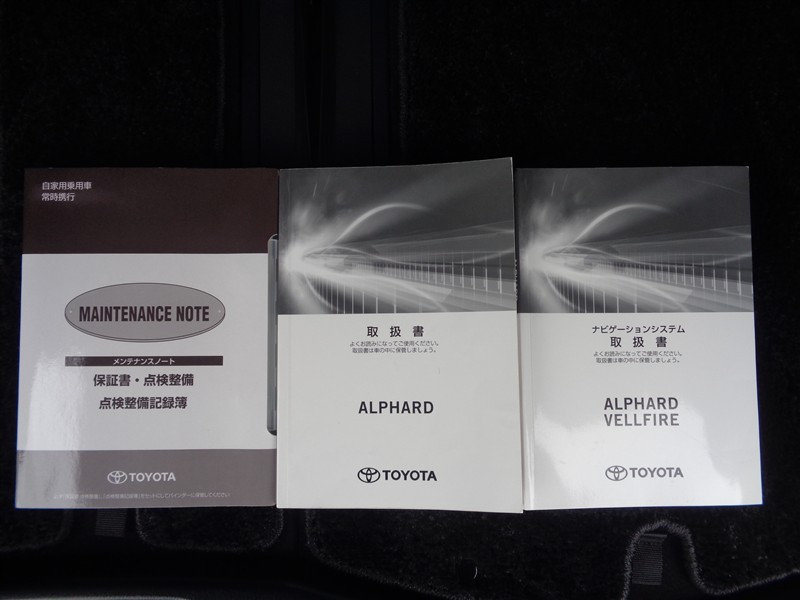 自家用乗用車
常時携行
MAINTENANCE NOTE
メンテナンスノート
保証書・点検整備
点検整備記録簿
TOYOTA
取扱書
よくお読みになってご使用ください。
取扱書は車の中に保管しましょう。
ALPHARD
TOYOTA
ナビゲーションシステム
取扱書
よくお読みになってご使用ください。
取扱書は車の中に保管しましょう。
ALPHARD
VELLFIRE
TOYOTA